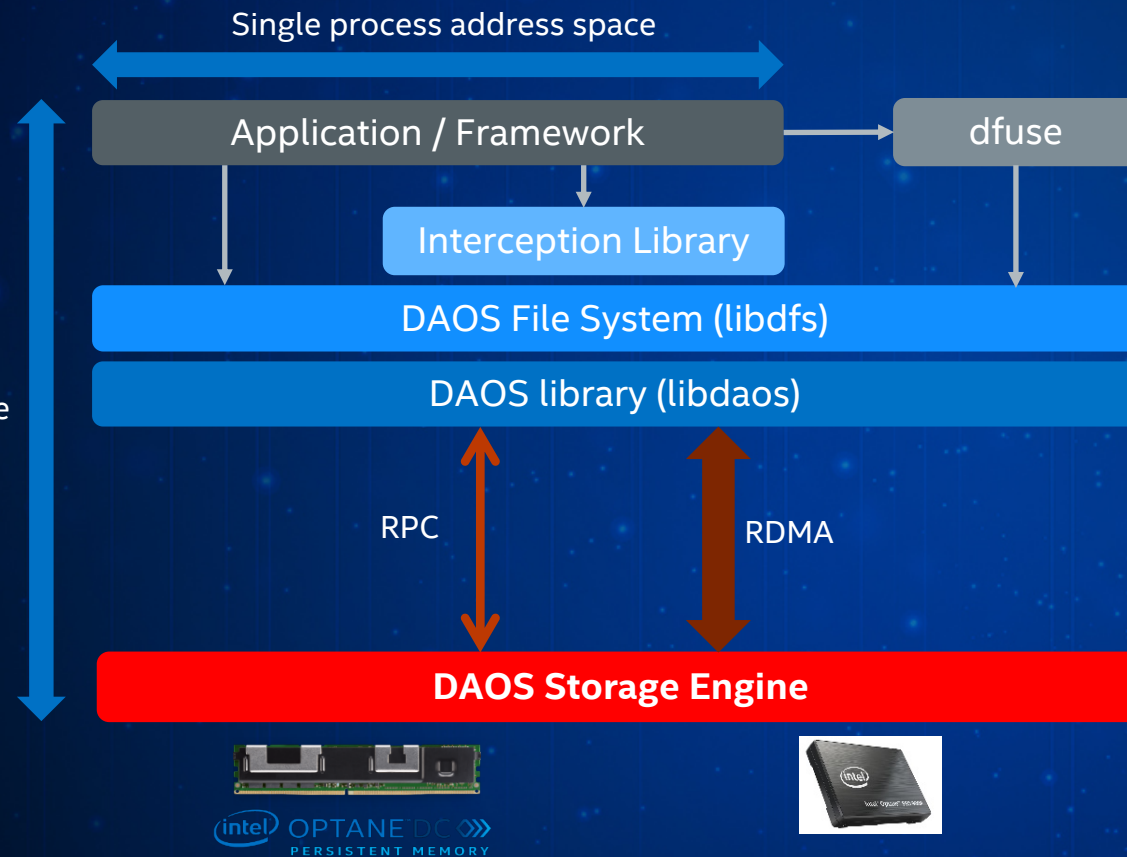 Single process address space
Application / Framework
dfuse
Interception Library
DAOS File System (libdfs)
DAOS library (libdaos)
RPC
RDMA
DAOS Storage Engine
(intel)
intel OPTANE DC
PERSISTENT MEMORY